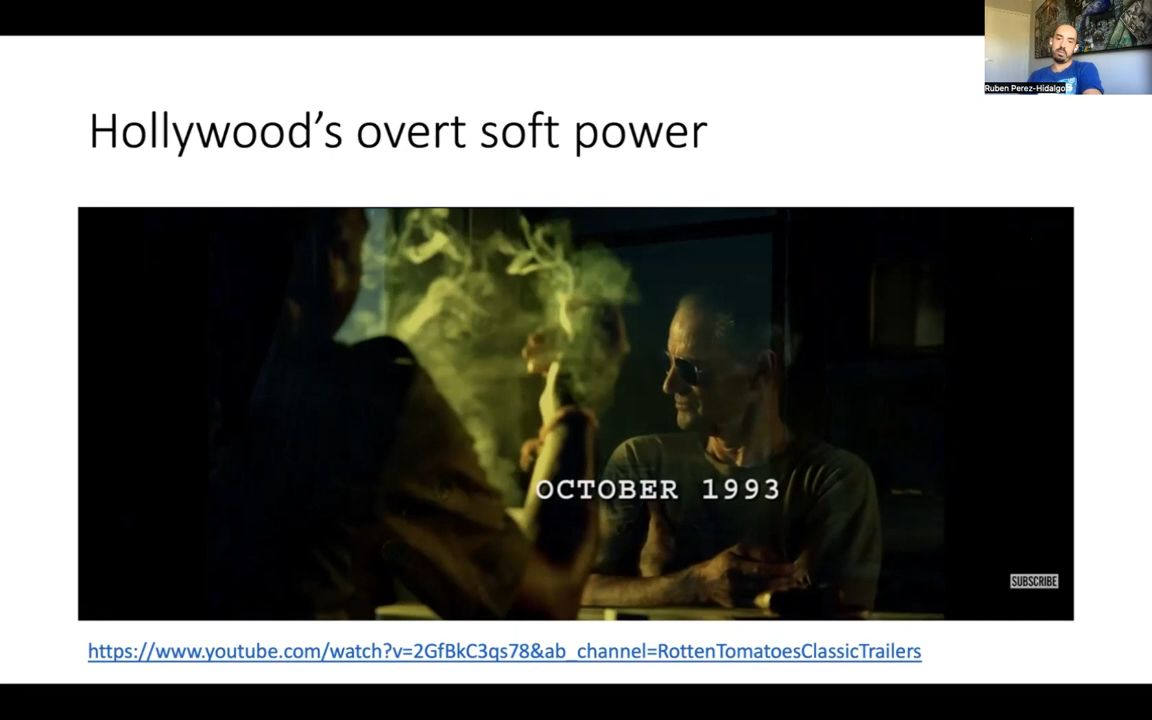 Ruben Perez-Hidalgo
Hollywood's overt soft power
OCTOBER 1993
SUBSCRIBE
https://www.youtube.com/watch?v=2GfBkC3qs78&ab_channel=RottenTomatoesClassicTrailers